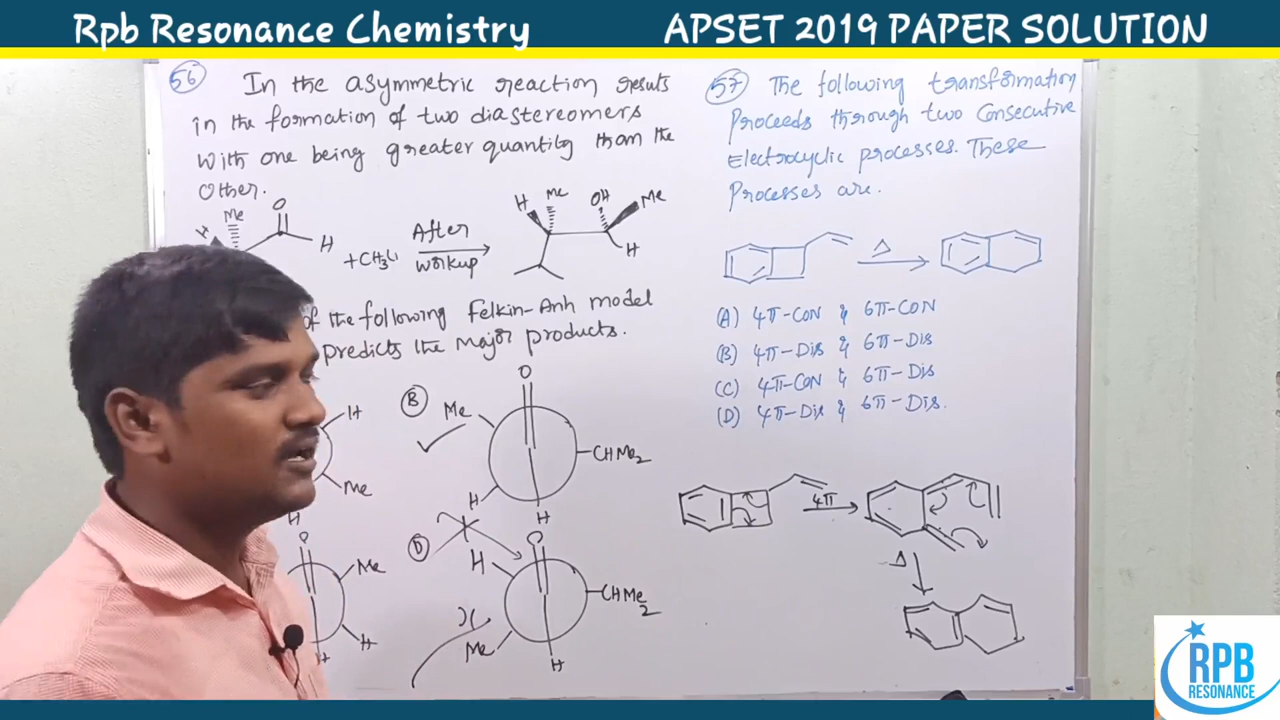 Rpb Resonance Chemistry
APSET 2019 PAPER SOLUTION
56 In the asymmetric reaction results
in the formation of two diastereomers
with one being greater quantity than the
other.
H Me O H
+CH3Li
After
workup
H Me OH Me
H
of the following Felkin-Anh model
predicts the major products.
H
Me
H
B
O
Me
CHMe2
H
H
O
Me
H
H
D
O
H
CHMe2
Me
H
57 The following transformation
Proceeds through two Consecutive
Electrocyclic processes. These
Processes are.
Δ
(A) 4π-CON & 6π-CON
(B) 4π-Dis & 6π-Dis
(C) 4π-CON & 6π-Dis
(D) 4π-Dis & 6π-Dis.
4π
Δ
RPB
RESONANCE